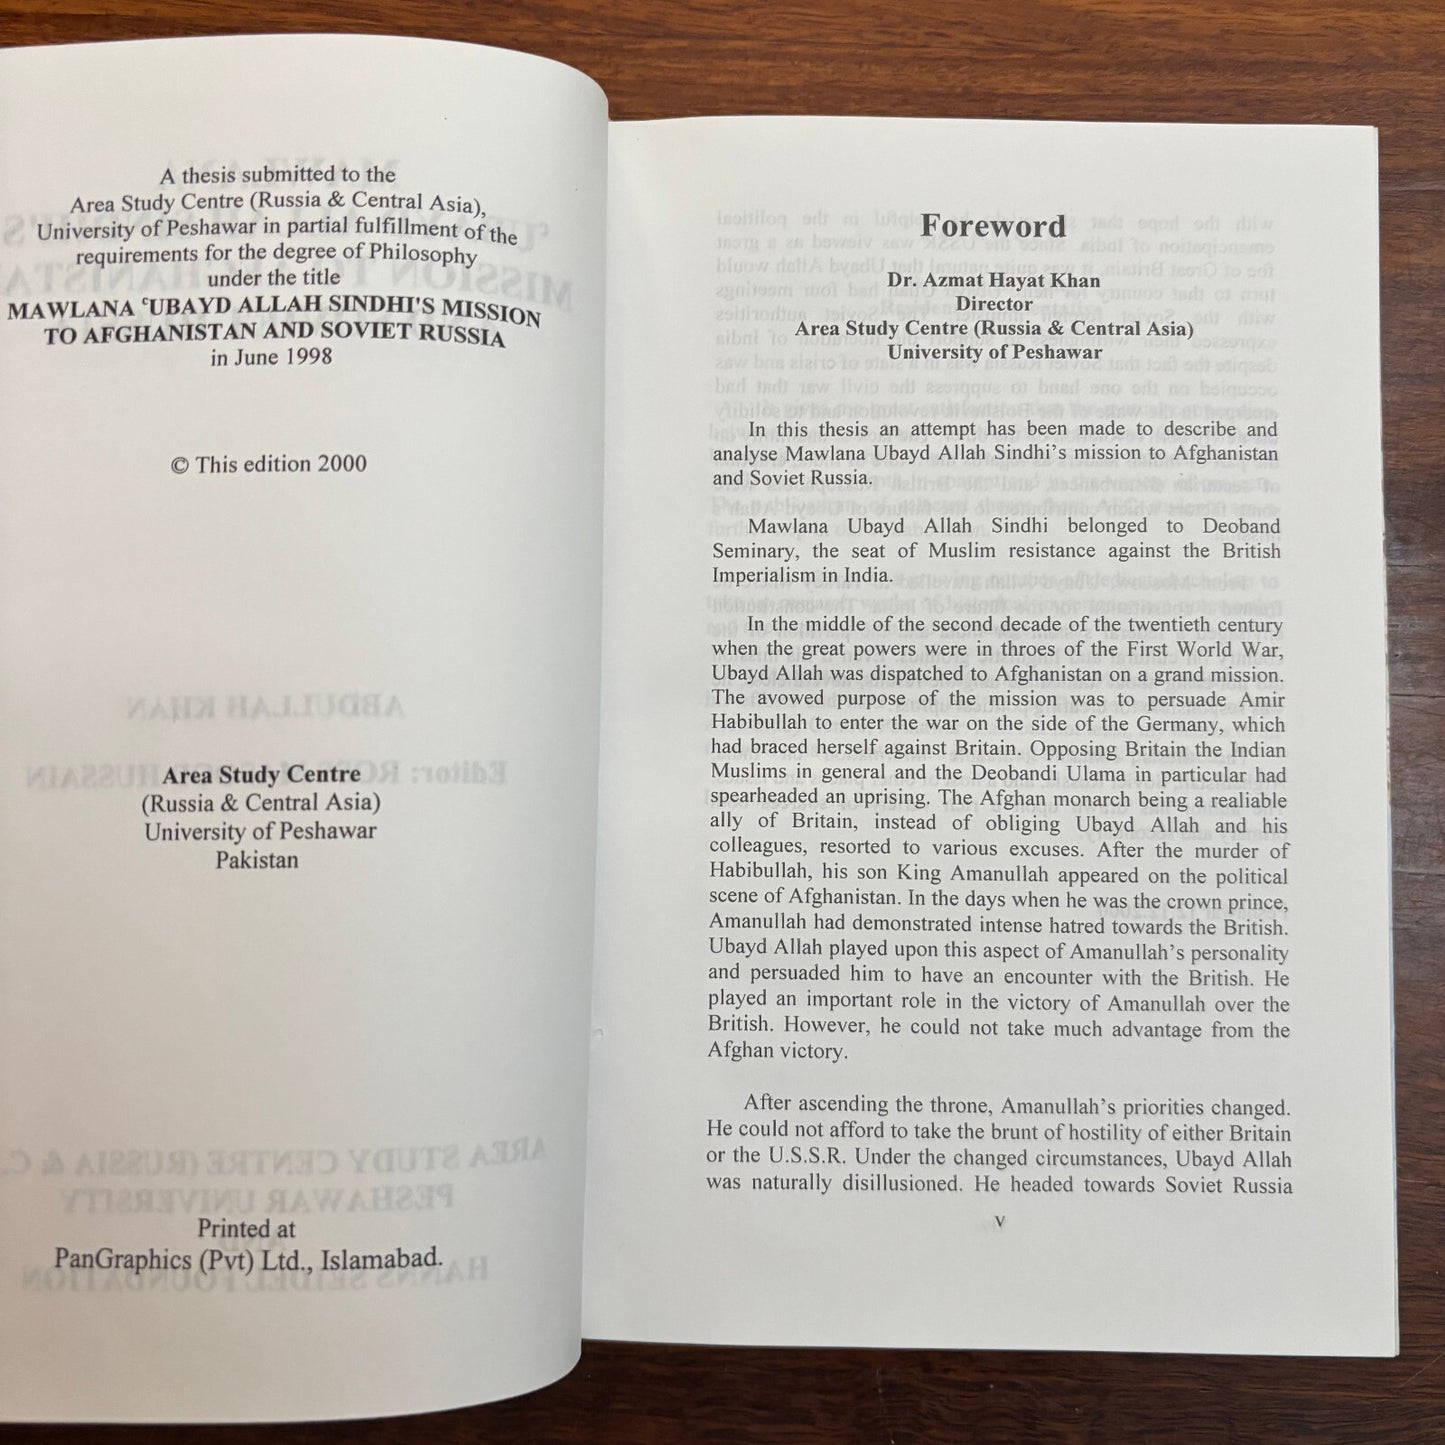 A thesis submitted to the
Area Study Centre (Russia & Central Asia),
University of Peshawar in partial fulfillment of the
requirements for the degree of Philosophy
under the title
MAWLANA ʿUBAYD ALLAH SINDHI'S MISSION
TO AFGHANISTAN AND SOVIET RUSSIA
in June 1998
© This edition 2000
ABDULLAH KHAN
Area Study Centre
(Russia & Central Asia)
University of Peshawar
Pakistan
Printed at
PanGraphics (Pvt) Ltd., Islamabad.
Foreword
Dr. Azmat Hayat Khan
Director
Area Study Centre (Russia & Central Asia)
University of Peshawar
In this thesis an attempt has been made to describe and
analyse Mawlana Ubayd Allah Sindhi's mission to Afghanistan
and Soviet Russia.
Mawlana Ubayd Allah Sindhi belonged to Deoband
Seminary, the seat of Muslim resistance against the British
Imperialism in India.
In the middle of the second decade of the twentieth century
when the great powers were in throes of the First World War,
Ubayd Allah was dispatched to Afghanistan on a grand mission.
The avowed purpose of the mission was to persuade Amir
Habibullah to enter the war on the side of the Germany, which
had braced herself against Britain. Opposing Britain the Indian
Muslims in general and the Deobandi Ulama in particular had
spearheaded an uprising. The Afghan monarch being a realiable
ally of Britain, instead of obliging Ubayd Allah and his
colleagues, resorted to various excuses. After the murder of
Habibullah, his son King Amanullah appeared on the political
scene of Afghanistan. In the days when he was the crown prince,
Amanullah had demonstrated intense hatred towards the British.
Ubayd Allah played upon this aspect of Amanullah's personality
and persuaded him to have an encounter with the British. He
played an important role in the victory of Amanullah over the
British. However, he could not take much advantage from the
Afghan victory.
After ascending the throne, Amanullah's priorities changed.
He could not afford to take the brunt of hostility of either Britain
or the U.S.S.R. Under the changed circumstances, Ubayd Allah
was naturally disillusioned. He headed towards Soviet Russia
v